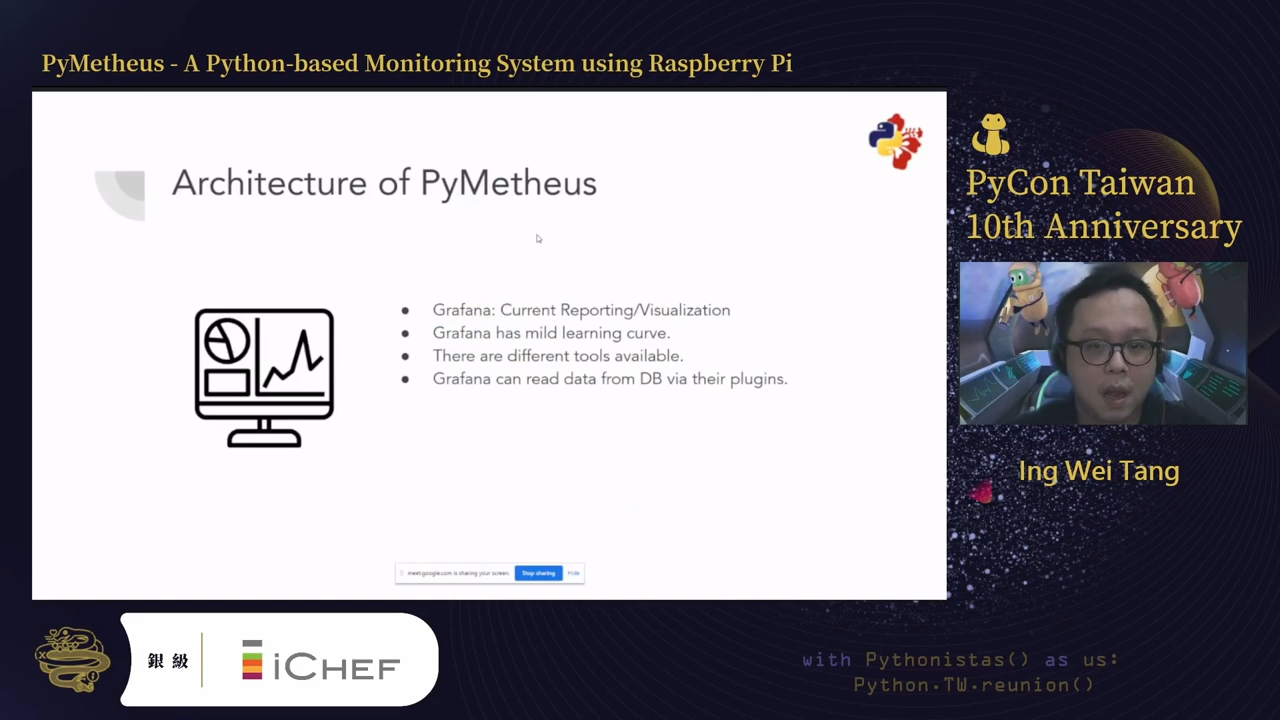 PyMetheus - A Python-based Monitoring System using Raspberry Pi
Architecture of PyMetheus
● Grafana: Current Reporting/Visualization
● Grafana has mild learning curve.
● There are different tools available.
● Grafana can read data from DB via their plugins.
meet.google.com is sharing your screen. Stop sharing Hide
PyCon Taiwan
10th Anniversary
Ing Wei Tang
銀級
iCHEF
with Pythonistas() as us:
Python.TW.reunion()